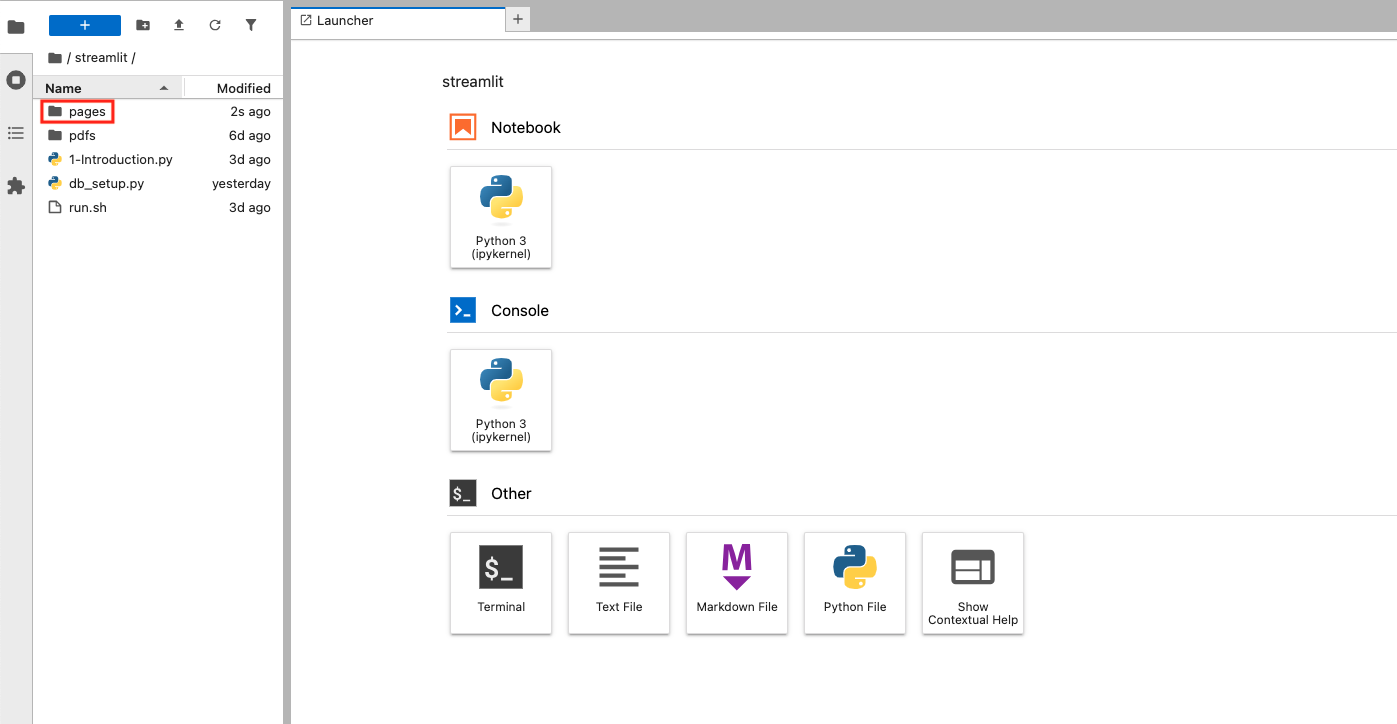 Launcher
+
/ streamlit /
Name Modified
pages 2s ago
pdfs 6d ago
1-Introduction.py 3d ago
db_setup.py yesterday
run.sh 3d ago
streamlit
Notebook
Python 3
(ipykernel)
>_ Console
Python 3
(ipykernel)
$_ Other
$_
Terminal
Text File
M
Markdown File
Python File
Show
Contextual Help